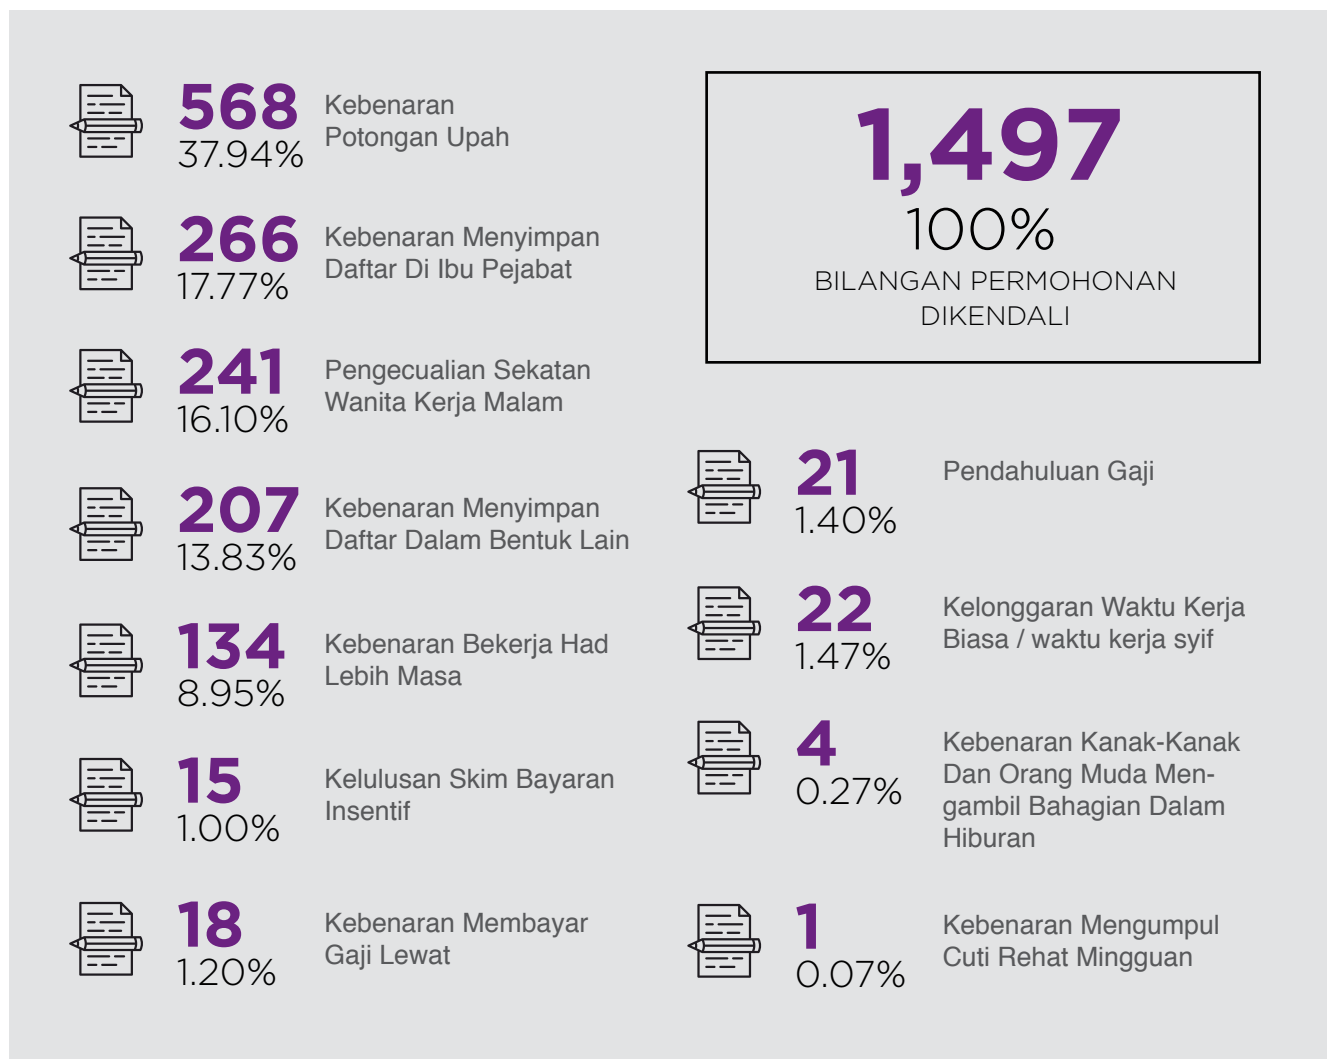 568
37.94%
Kebenaran
Potongan Upah
266
17.77%
Kebenaran Menyimpan
Daftar Di Ibu Pejabat
241
16.10%
Pengecualian Sekatan
Wanita Kerja Malam
207
13.83%
Kebenaran Menyimpan
Daftar Dalam Bentuk Lain
134
8.95%
Kebenaran Bekerja Had
Lebih Masa
15
1.00%
Kelulusan Skim Bayaran
Insentif
18
1.20%
Kebenaran Membayar
Gaji Lewat
1,497
100%
BILANGAN PERMOHONAN
DIKENDALI
21
1.40%
Pendahuluan Gaji
22
1.47%
Kelonggaran Waktu Kerja
Biasa / waktu kerja syif
4
0.27%
Kebenaran Kanak-Kanak
Dan Orang Muda Men-
gambil Bahagian Dalam
Hiburan
1
0.07%
Kebenaran Mengumpul
Cuti Rehat Mingguan